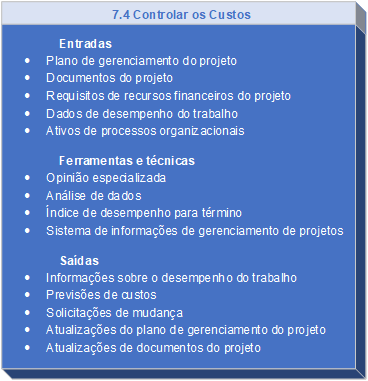 7.4 Controlar os Custos
Entradas
• Plano de gerenciamento do projeto
• Documentos do projeto
• Requisitos de recursos financeiros do projeto
• Dados de desempenho do trabalho
• Ativos de processos organizacionais
Ferramentas e técnicas
• Opinião especializada
• Análise de dados
• Índice de desempenho para término
• Sistema de informações de gerenciamento de projetos
Saídas
• Informações sobre o desempenho do trabalho
• Previsões de custos
• Solicitações de mudança
• Atualizações do plano de gerenciamento do projeto
• Atualizações de documentos do projeto